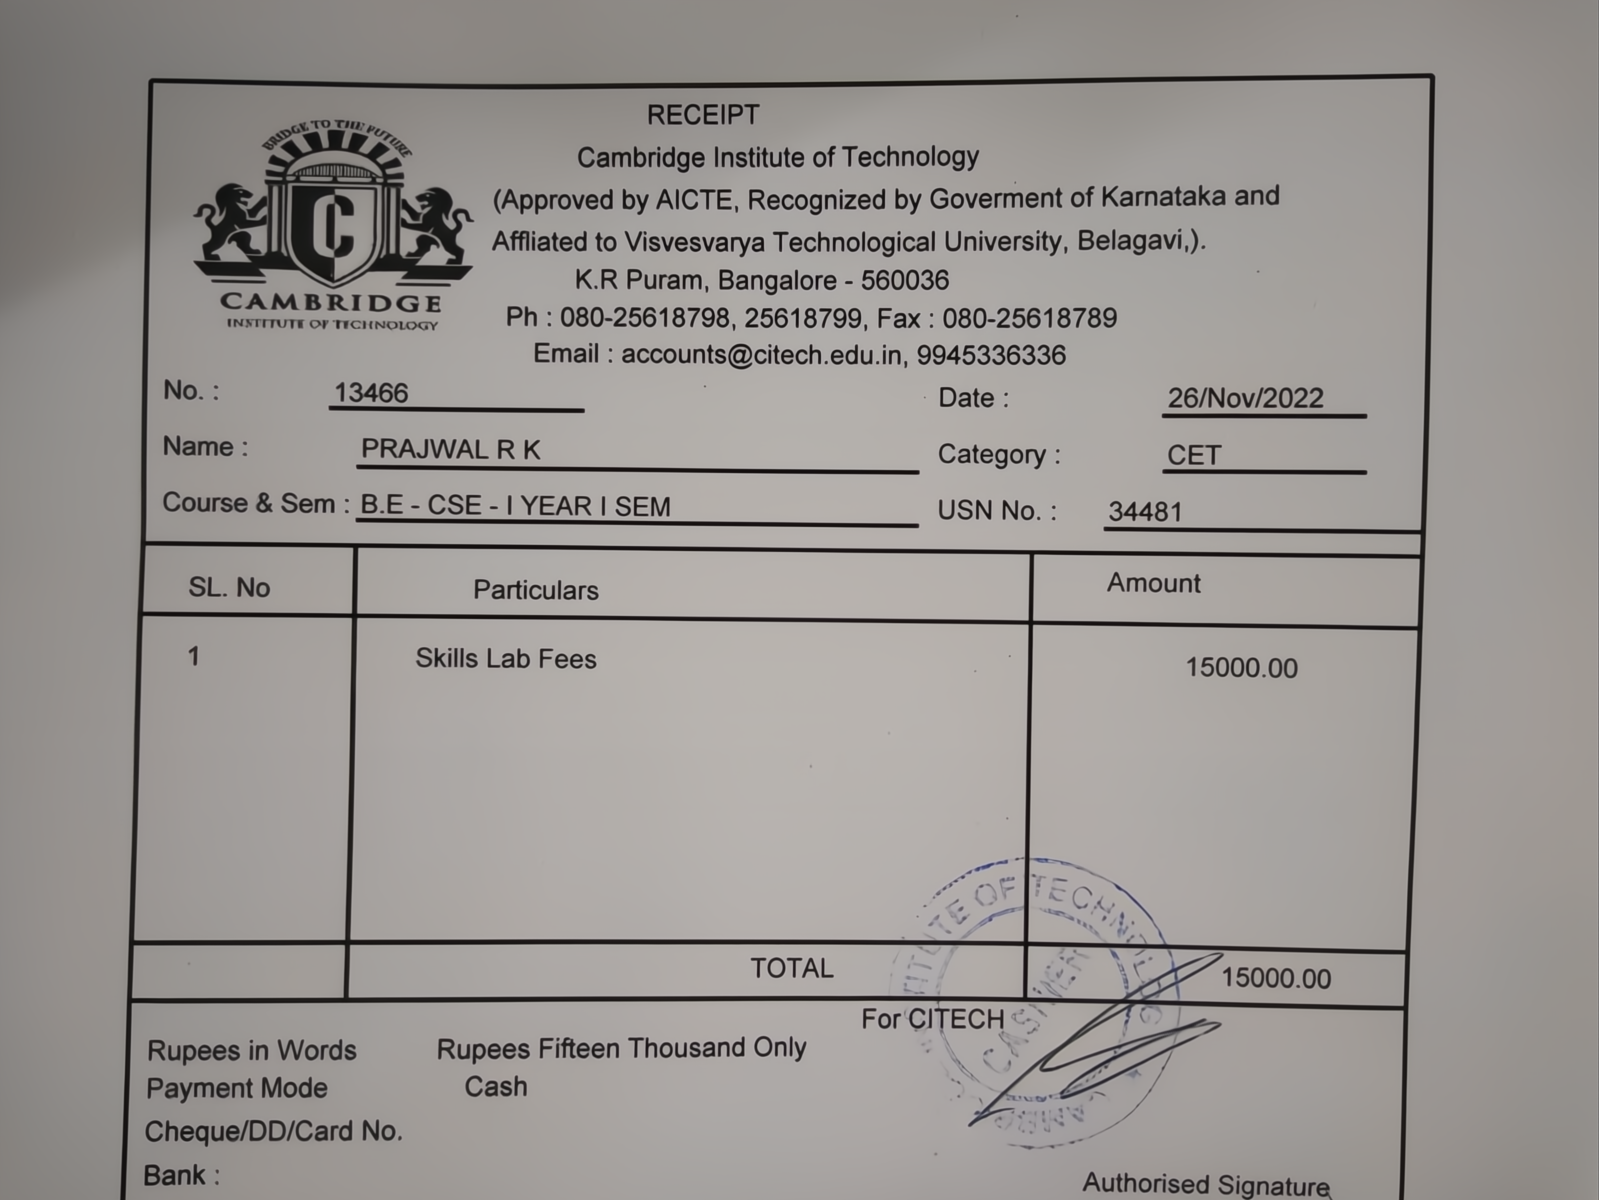 RECEIPT
Cambridge Institute of Technology
(Approved by AICTE, Recognized by Goverment of Karnataka and
Affliated to Visvesvarya Technological University, Belagavi,).
K.R Puram, Bangalore - 560036
Ph : 080-25618798, 25618799, Fax : 080-25618789
Email : accounts@citech.edu.in, 9945336336
BRIDGE TO THE FUTURE
C
CAMBRIDGE
INSTITUTE OF TECHNOLOGY
No. : 13466 Date : 26/Nov/2022
Name : PRAJWAL R K Category : CET
Course & Sem : B.E - CSE - I YEAR I SEM USN No. : 34481
SL. No Particulars Amount
1 Skills Lab Fees 15000.00
TOTAL 15000.00
For CITECH
Rupees in Words Rupees Fifteen Thousand Only
Payment Mode Cash
Cheque/DD/Card No.
Bank :
Authorised Signature
OF TECHNOLOG